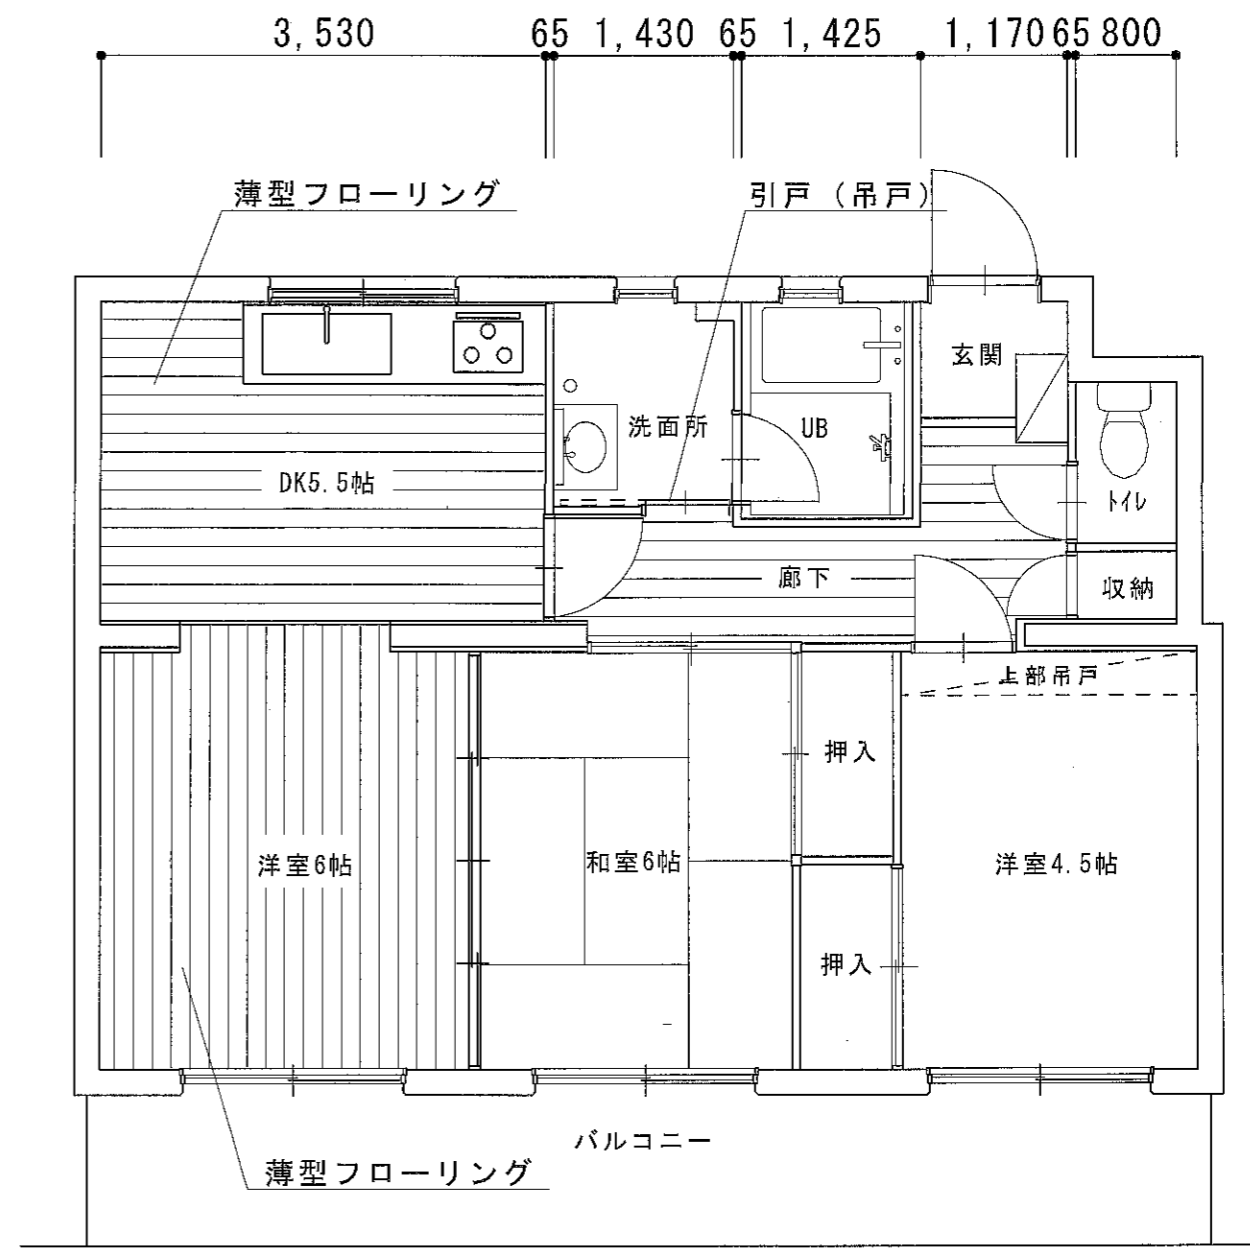 3,530 65 1,430 65 1,425 1,170 65 800
薄型フローリング
引戸（吊戸）
玄関
洗面所
UB
DK5.5帖
トイレ
廊下
収納
上部吊戸
押入
洋室6帖
和室6帖
洋室4.5帖
押入
バルコニー
薄型フローリング